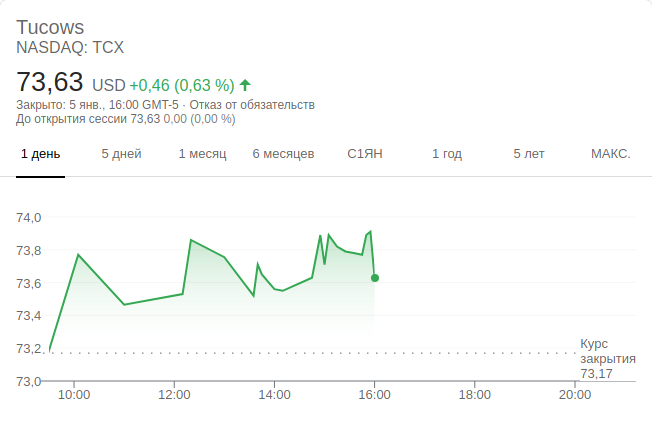 Tucows
NASDAQ: TCX
73,63 USD +0,46 (0,63 %)
Закрыто: 5 янв., 16:00 GMT-5 · Отказ от обязательств
До открытия сессии 73,63 0,00 (0,00 %)
1 день 5 дней 1 месяц 6 месяцев С1ЯН 1 год 5 лет МАКС.
74,0
73,8
73,6
73,4
73,2
73,0
Курс
закрытия
73,17
10:00 12:00 14:00 16:00 18:00 20:00